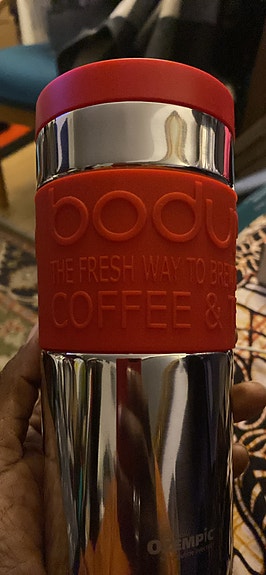 bodu
THE FRESH WAY TO BRE
COFFEE &